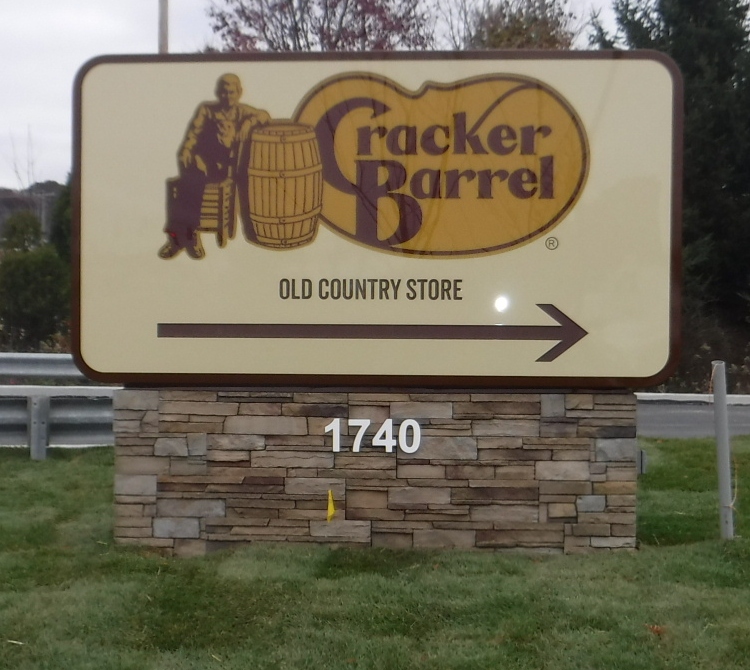 Cracker
Barrel
®
OLD COUNTRY STORE
1740